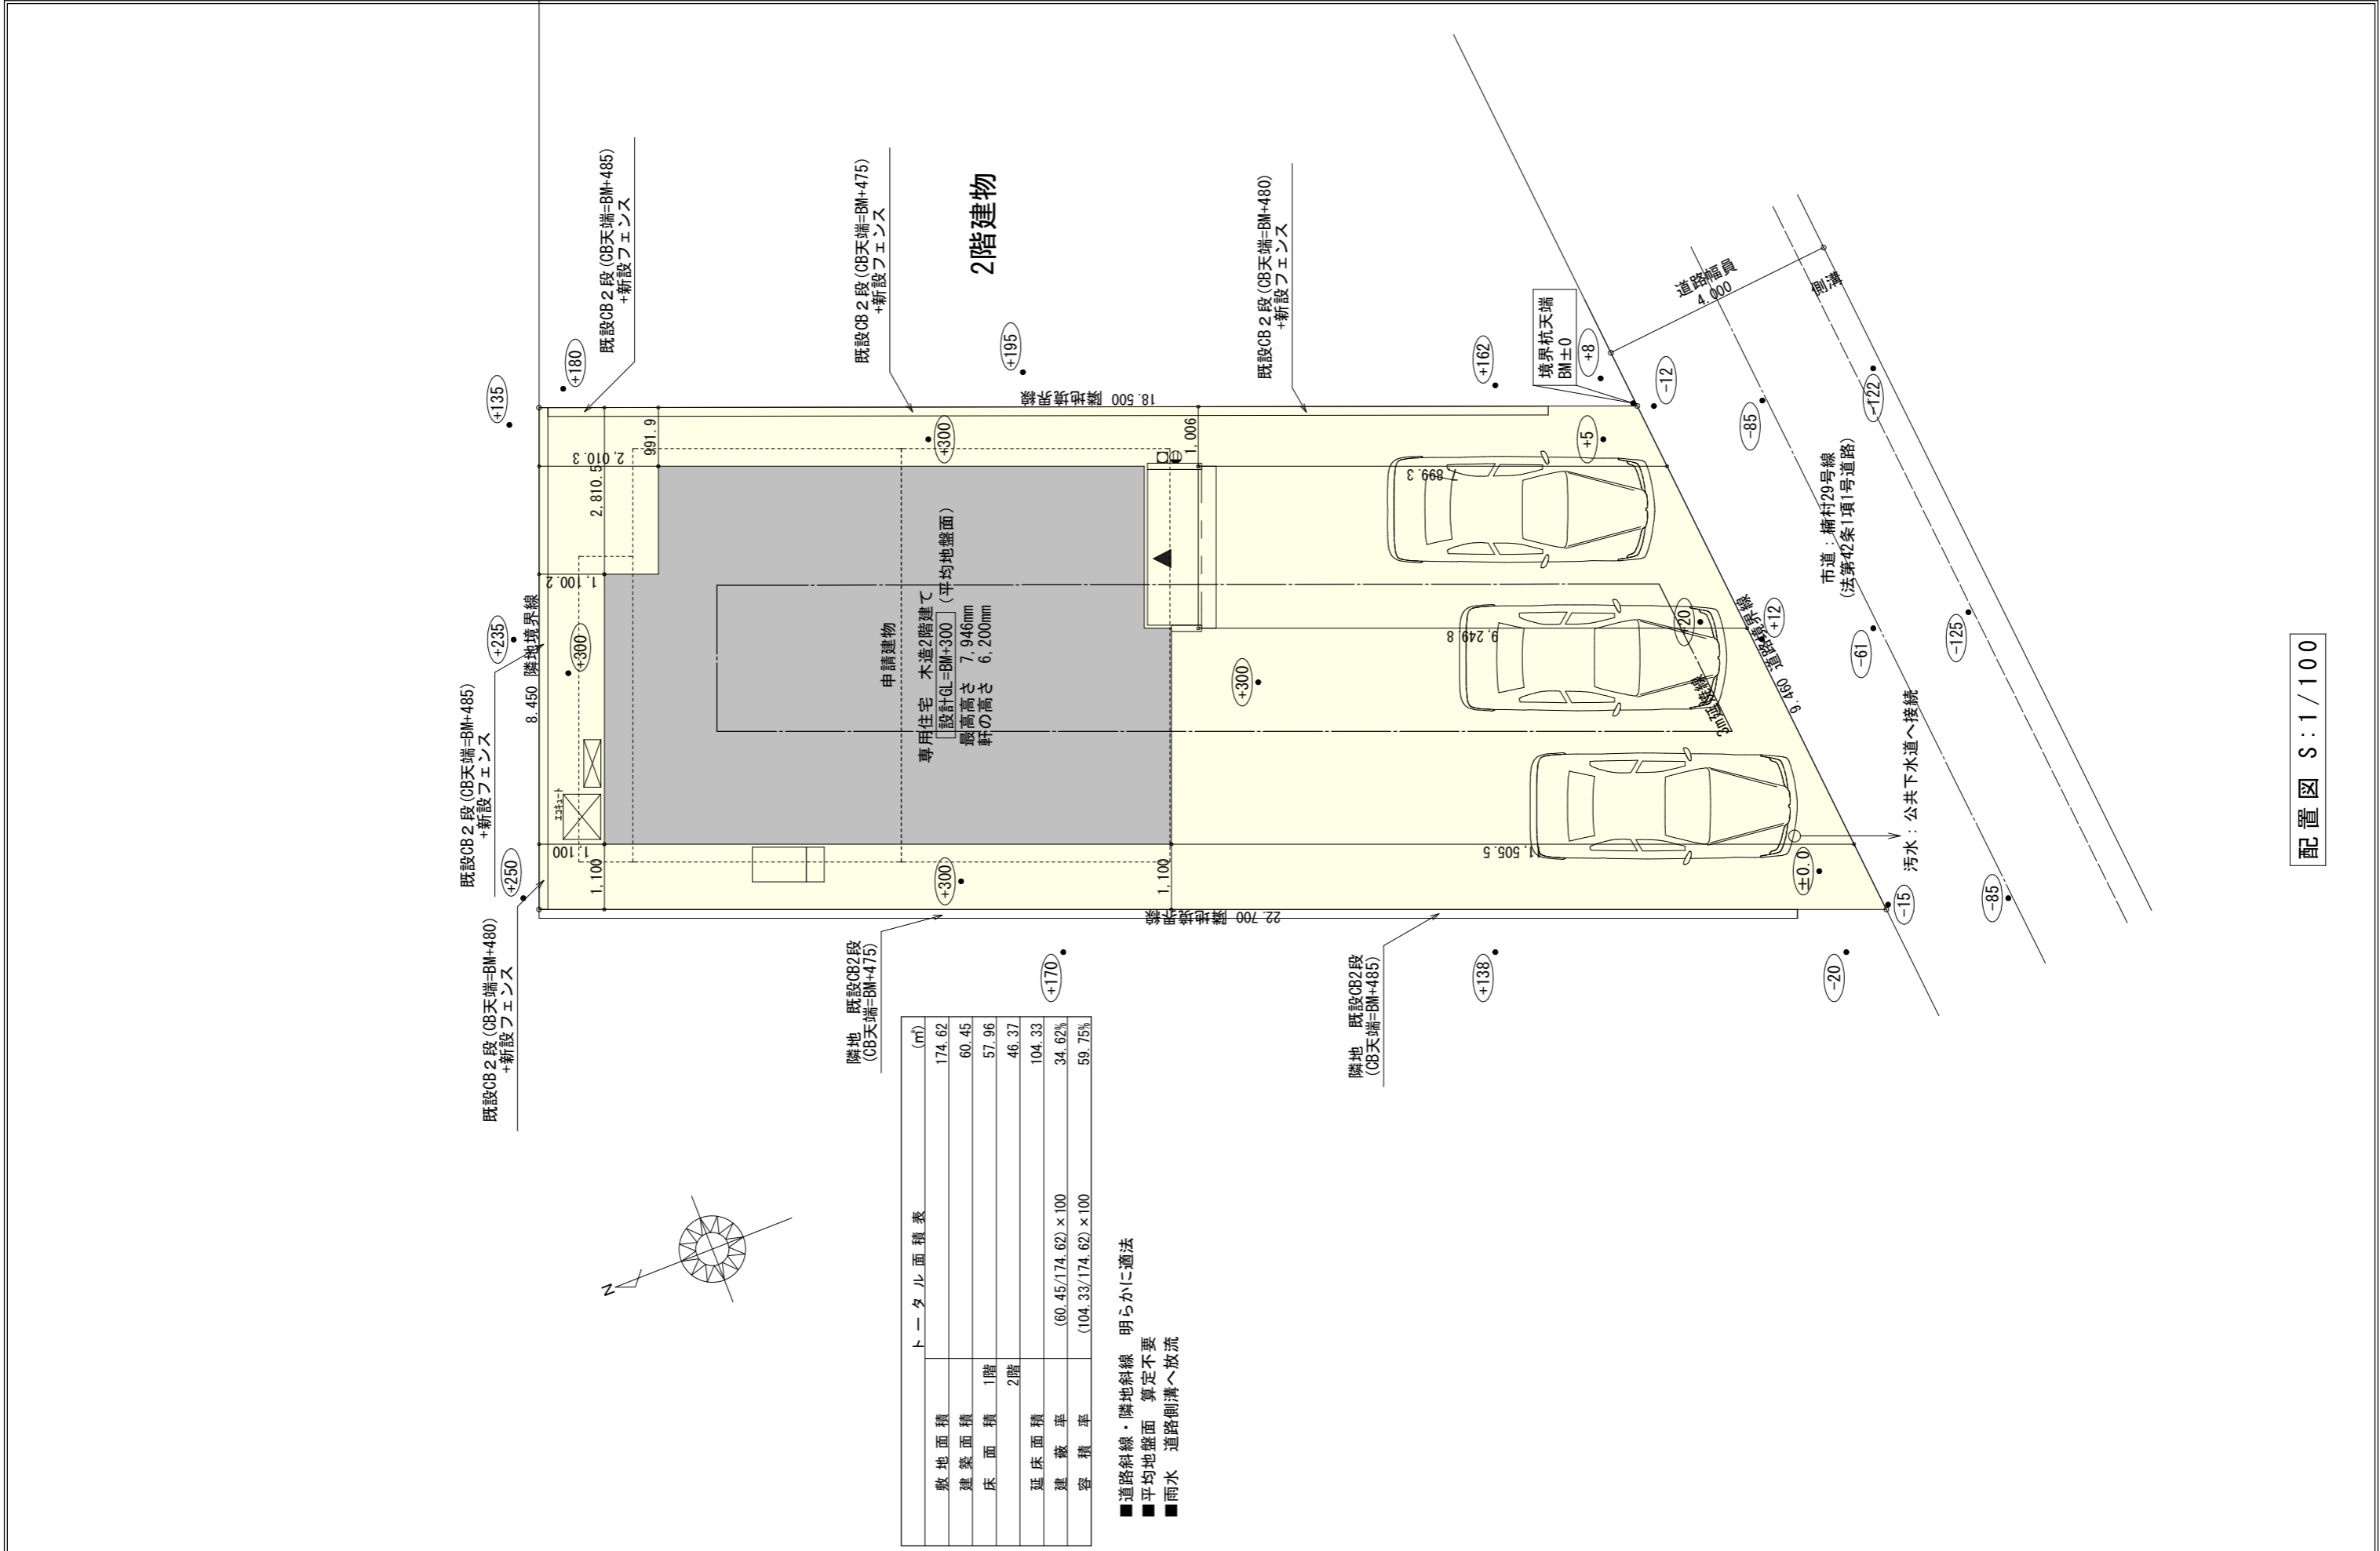 既設CB２段(CB天端=BM+485)
+新設フェンス
既設CB２段(CB天端=BM+475)
+新設フェンス
2階建物
既設CB２段(CB天端=BM+480)
+新設フェンス
既設CB２段(CB天端=BM+485)
+新設フェンス
既設CB２段(CB天端=BM+480)
+新設フェンス
+135
+180
+195
+162
+8
境界杭天端
BM±0
-12
道路幅員
4.000
側溝
-122
-85
18.500 隣地境界線
+235
8.450 隣地境界線
+250
2,010.3
2,810.5
991.9
1,100.2
+300
+300
1,006
+5
7,899.3
申請建物
専用住宅　木造2階建て
設計GL=BM+300 (平均地盤面)
最高高さ 7,946mm
軒の高さ 6,200mm
9,249.8
+300
+20
+12
3m延焼線
9.460 道路境界線
市道：楠村29号線
(法第42条1項1号道路)
-61
-125
エコキュート
1,100
1,100
1,100
+300
11,505.5
±0.0
-15
-85
汚水：公共下水道へ接続
22.700 隣地境界線
隣地　既設CB2段
(CB天端=BM+475)
+170
隣地　既設CB2段
(CB天端=BM+485)
+138
-20
N
トータル面積表 (㎡)
敷地面積 174.62
建築面積 60.45
床面積 1階 57.96
2階 46.37
延床面積 104.33
建蔽率 (60.45/174.62)×100 34.62%
容積率 (104.33/174.62)×100 59.75%
■道路斜線・隣地斜線　明らかに適法
■平均地盤面　算定不要
■雨水　道路側溝へ放流
配置図 S:1/100